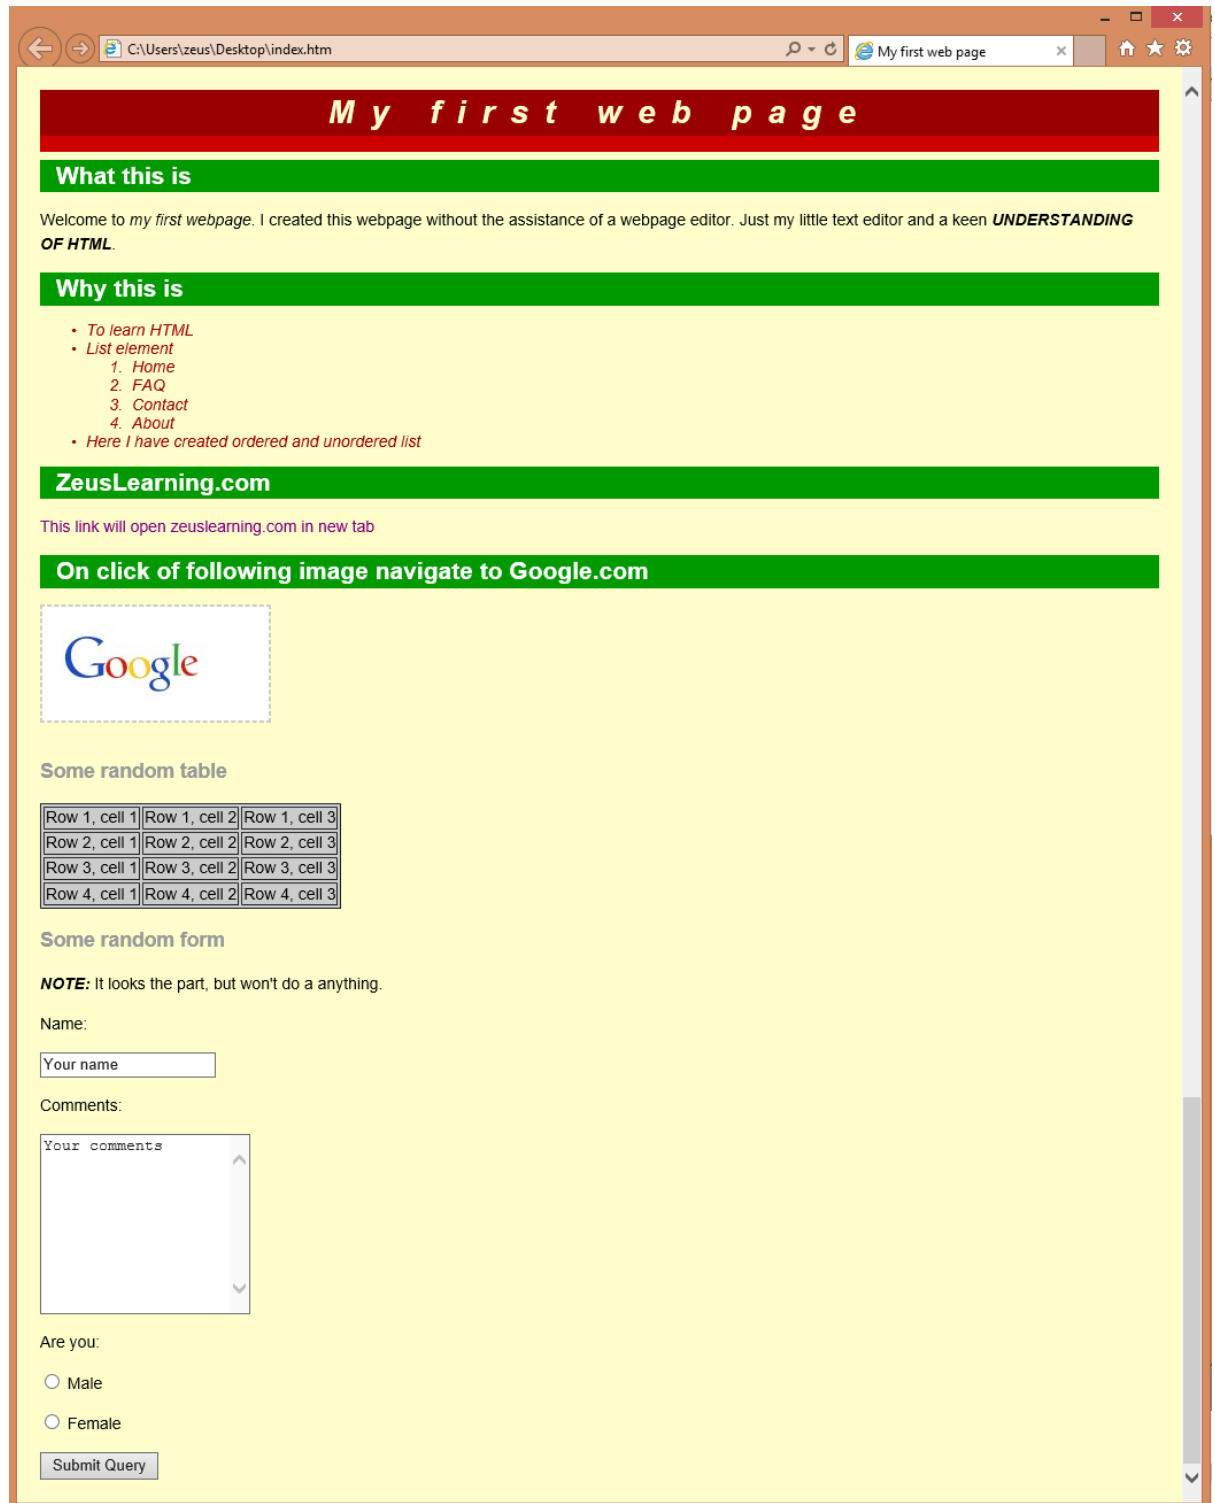 C:\Users\zeus\Desktop\index.htm
My first web page
My first web page
What this is
Welcome to my first webpage. I created this webpage without the assistance of a webpage editor. Just my little text editor and a keen UNDERSTANDING
OF HTML.
Why this is
• To learn HTML
• List element
1. Home
2. FAQ
3. Contact
4. About
• Here I have created ordered and unordered list
ZeusLearning.com
This link will open zeuslearning.com in new tab
On click of following image navigate to Google.com
Google
Some random table
Row 1, cell 1 Row 1, cell 2 Row 1, cell 3
Row 2, cell 1 Row 2, cell 2 Row 2, cell 3
Row 3, cell 1 Row 3, cell 2 Row 3, cell 3
Row 4, cell 1 Row 4, cell 2 Row 4, cell 3
Some random form
NOTE: It looks the part, but won't do a anything.
Name:
Your name
Comments:
Your comments
Are you:
Male
Female
Submit Query